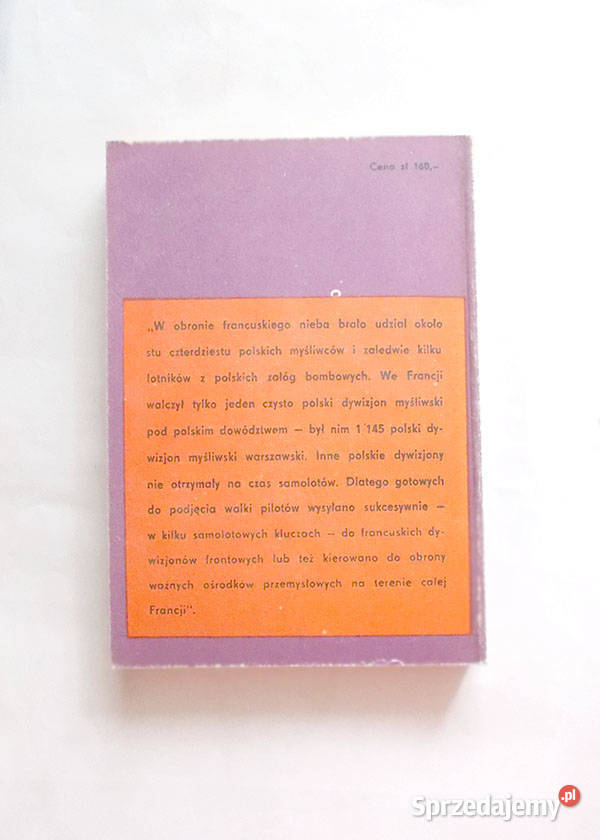 Cena zł 160,–
„W obronie francuskiego nieba brało udział około
stu czterdziestu polskich myśliwców i zaledwie kilku
lotników z polskich załóg bombowych. We Francji
walczył tylko jeden czysto polski dywizjon myśliwski
pod polskim dowództwem – był nim 1/145 polski dy-
wizjon myśliwski warszawski. Inne polskie dywizjony
nie otrzymały na czas samolotów. Dlatego gotowych
do podjęcia walki pilotów wysyłano sukcesywnie –
w kilku samolotowych kluczach – do francuskich dy-
wizjonów frontowych lub też kierowano do obrony
ważnych ośrodków przemysłowych na terenie całej
Francji".
Sprzedajemy.pl